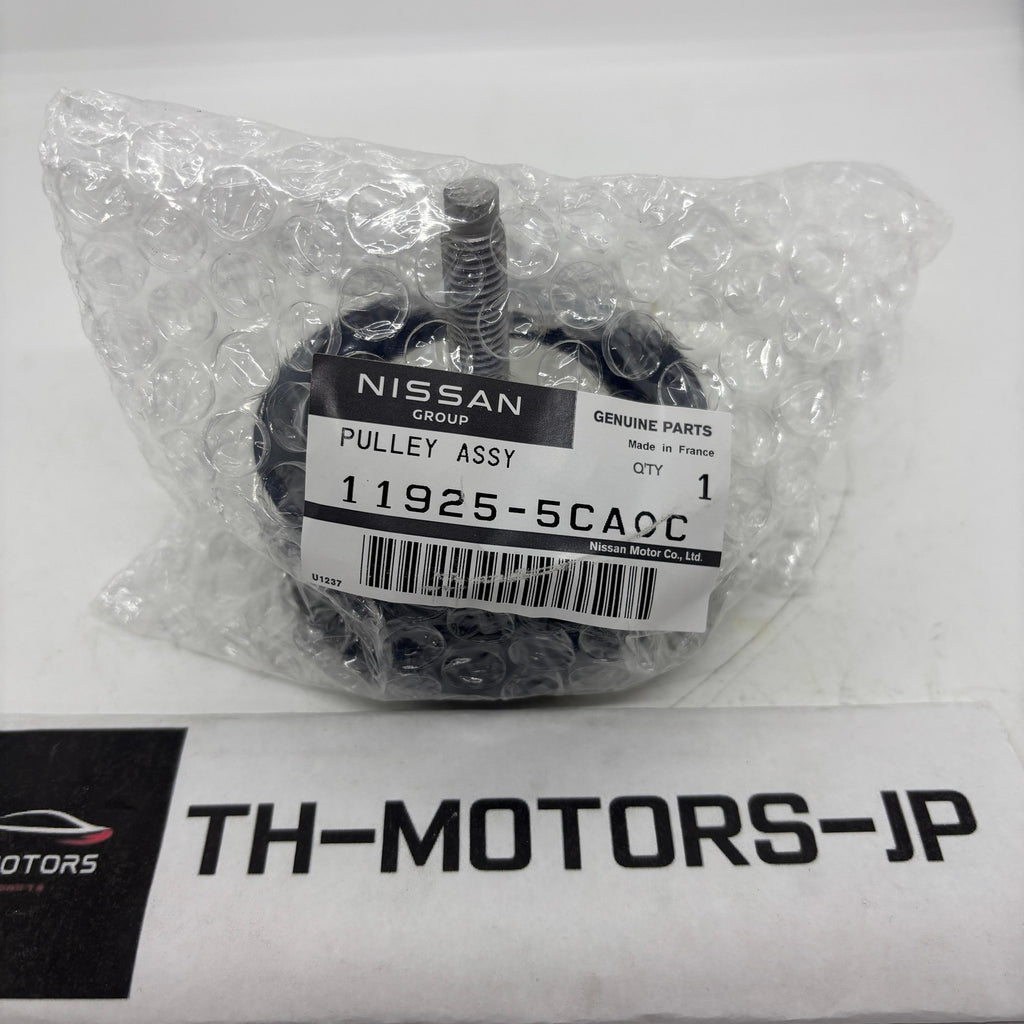 NISSAN
GROUP
GENUINE PARTS
Made in France
PULLEY ASSY
Q'TY 1
11925-5CA0C
Nissan Motor Co., Ltd.
U1237
TH-MOTORS-JP
OTORS